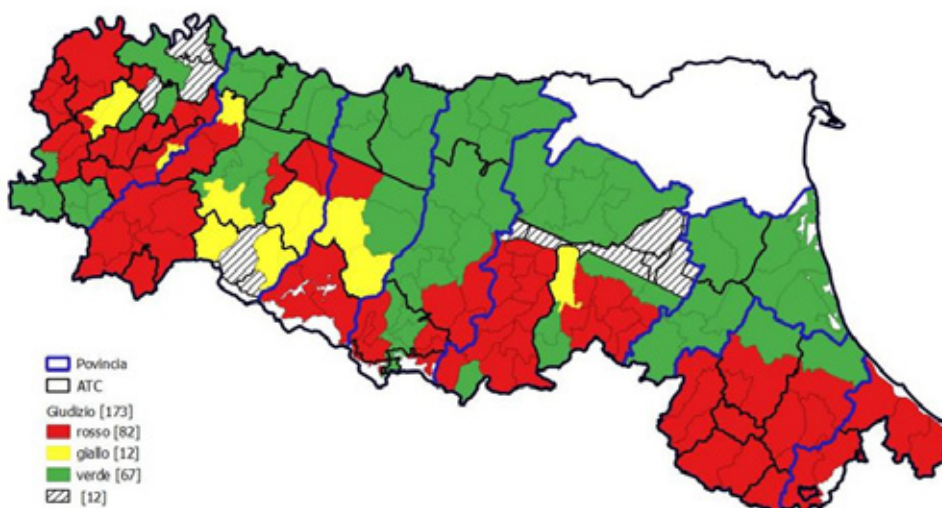 Povincia
ATC
Giudizio [173]
rosso [82]
giallo [12]
verde [67]
[12]